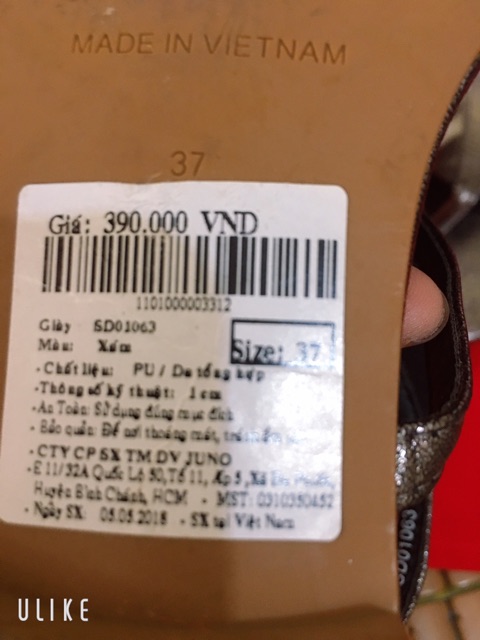 MADE IN VIETNAM
37
Giá: 390.000 VND
1101000003312
Giày SD01063
Màu: Xám
Size: 37
- Chất liệu: PU / Da tổng hợp
- Thông số kỹ thuật: 1 cm
- An Toàn: Sử dụng đúng mục đích
- Bảo quản: Để nơi thoáng mát, tránh
- CTY CP SX TM DV JUNO
- E11/32A Quốc Lộ 50, Tổ 11, Ấp 5, Xã
Huyện Bình Chánh, HCM - MST: 0310350452
- Ngày SX: 05.05.2018 - SX tại Việt Nam
SD01063
ULIKE